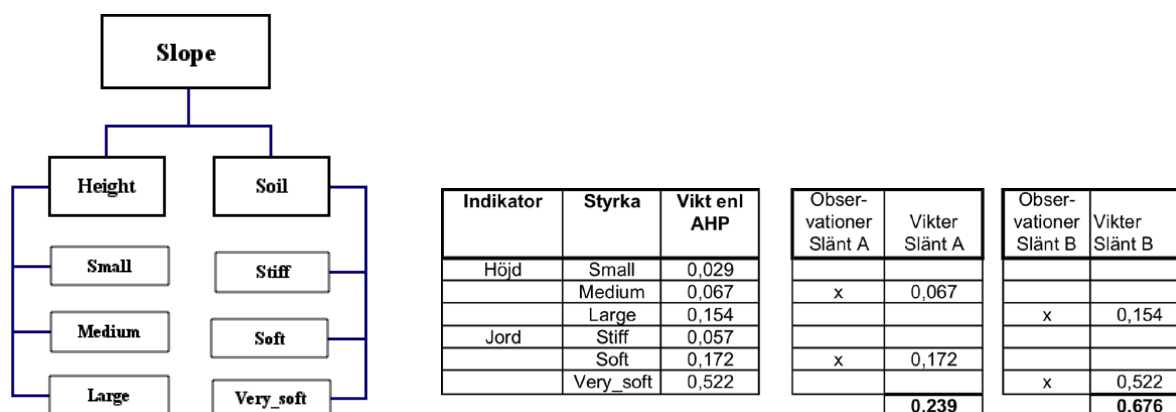 Slope
Height Soil
Small Stiff
Medium Soft
Large Very_soft
Indikator Styrka Vikt enl
AHP
Höjd Small 0,029
Medium 0,067
Large 0,154
Jord Stiff 0,057
Soft 0,172
Very_soft 0,522
Obser-
vationer Vikter
Slänt A Slänt A
x 0,067
x 0,172
0,239
Obser-
vationer Vikter
Slänt B Slänt B
x 0,154
x 0,522
0,676